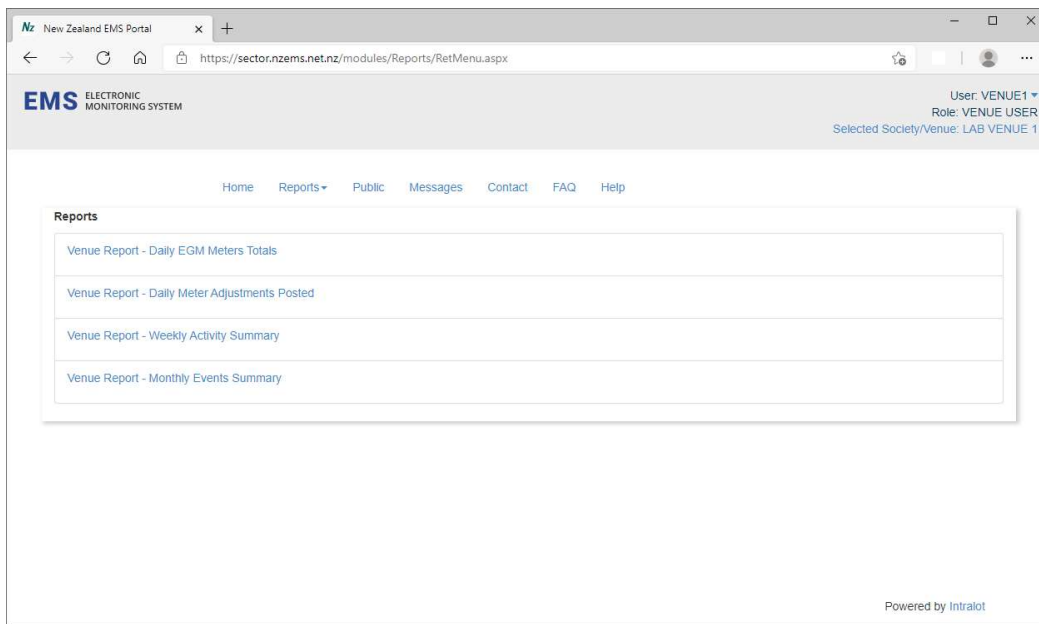 Nz New Zealand EMS Portal
https://sector.nzems.net.nz/modules/Reports/RetMenu.aspx
EMS ELECTRONIC
MONITORING SYSTEM
User: VENUE1
Role: VENUE USER
Selected Society/Venue: LAB VENUE 1
Home Reports Public Messages Contact FAQ Help
Reports
Venue Report - Daily EGM Meters Totals
Venue Report - Daily Meter Adjustments Posted
Venue Report - Weekly Activity Summary
Venue Report - Monthly Events Summary
Powered by Intralot